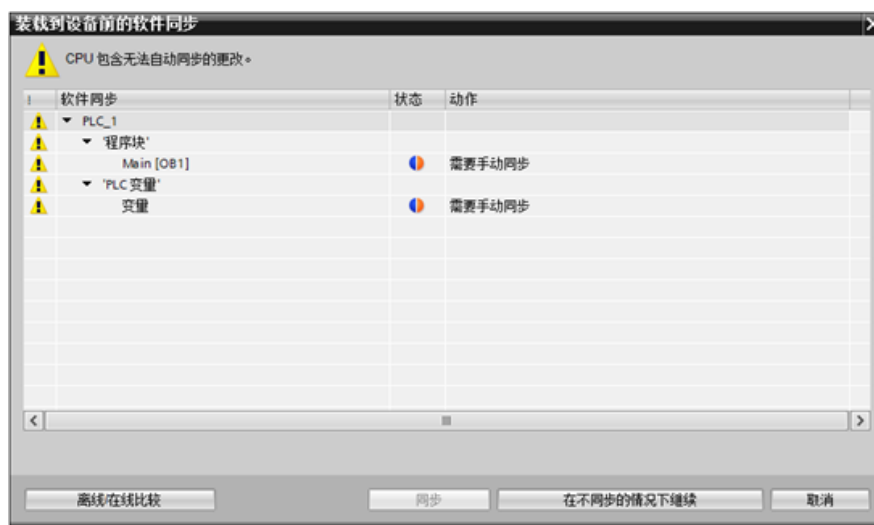 装载到设备前的软件同步
CPU 包含无法自动同步的更改。
! 软件同步 状态 动作
PLC_1
'程序块'
Main [OB1] 需要手动同步
'PLC 变量'
变量 需要手动同步
离线/在线比较 同步 在不同步的情况下继续 取消